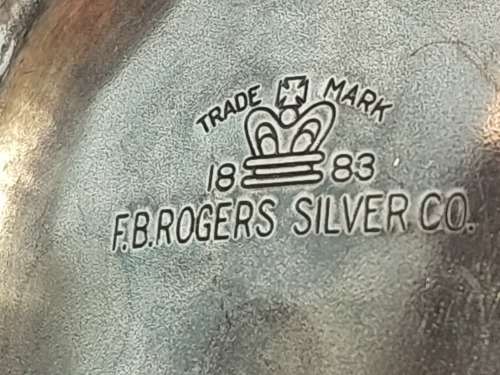 TRADE MARK
18 83
F.B.ROGERS SILVER CO.